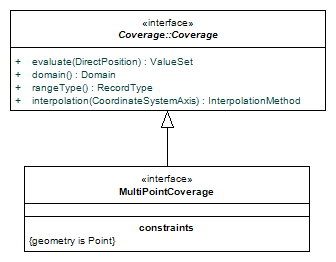 «interface»
Coverage::Coverage
+ evaluate(DirectPosition) : ValueSet
+ domain() : Domain
+ rangeType() : RecordType
+ interpolation(CoordinateSystemAxis) : InterpolationMethod
«interface»
MultiPointCoverage
constraints
{geometry is Point}